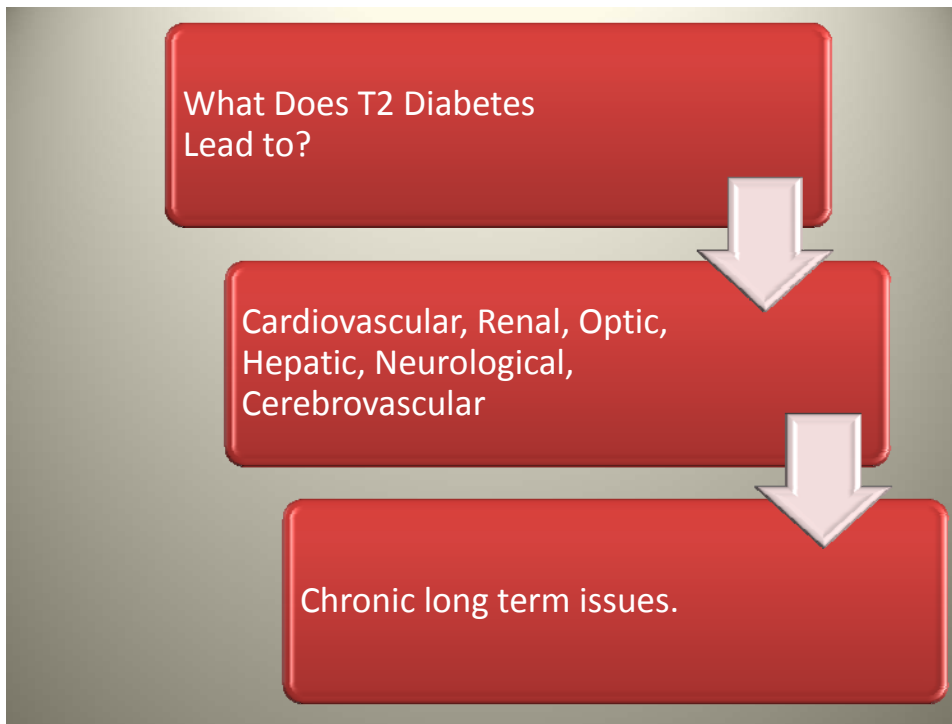 What Does T2 Diabetes
Lead to?
Cardiovascular, Renal, Optic,
Hepatic, Neurological,
Cerebrovascular
Chronic long term issues.